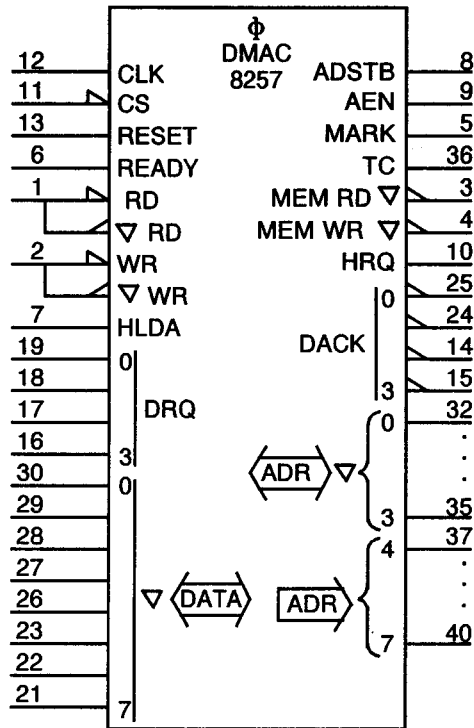 Φ
DMAC
8257
12 CLK
11 CS
13 RESET
6 READY
1 RD
▽ RD
2 WR
▽ WR
7 HLDA
19 0
18
DRQ
17
16 3
30 0
29
28
27
▽ DATA
26
23
22
21 7
ADSTB 8
AEN 9
MARK 5
TC 36
MEM RD ▽ 3
MEM WR ▽ 4
HRQ 10
0 25
24
DACK
14
3 15
0 32
ADR ▽
3 35
4 37
ADR
7 40